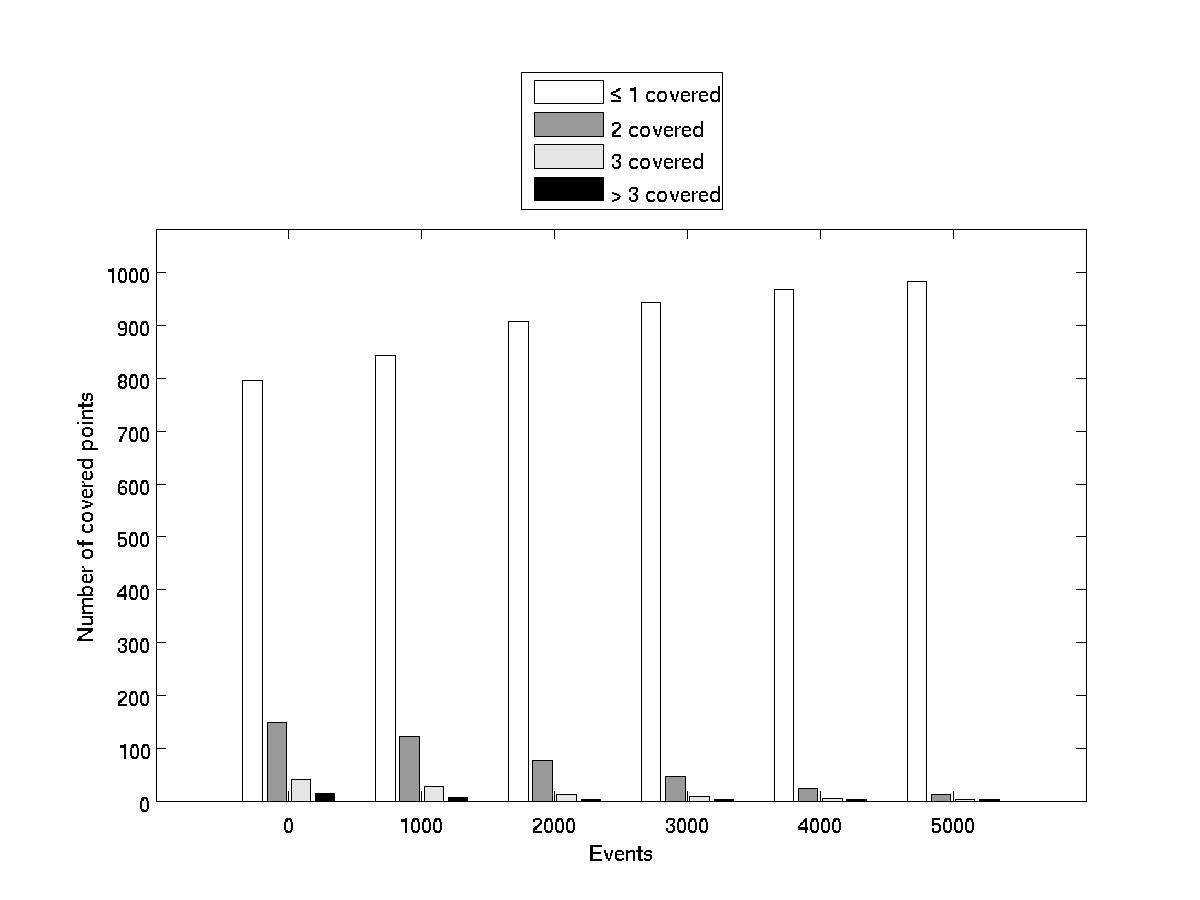 ≤ 1 covered
2 covered
3 covered
> 3 covered
1000
900
800
700
600
500
400
300
200
100
0
Number of covered points
0 1000 2000 3000 4000 5000
Events